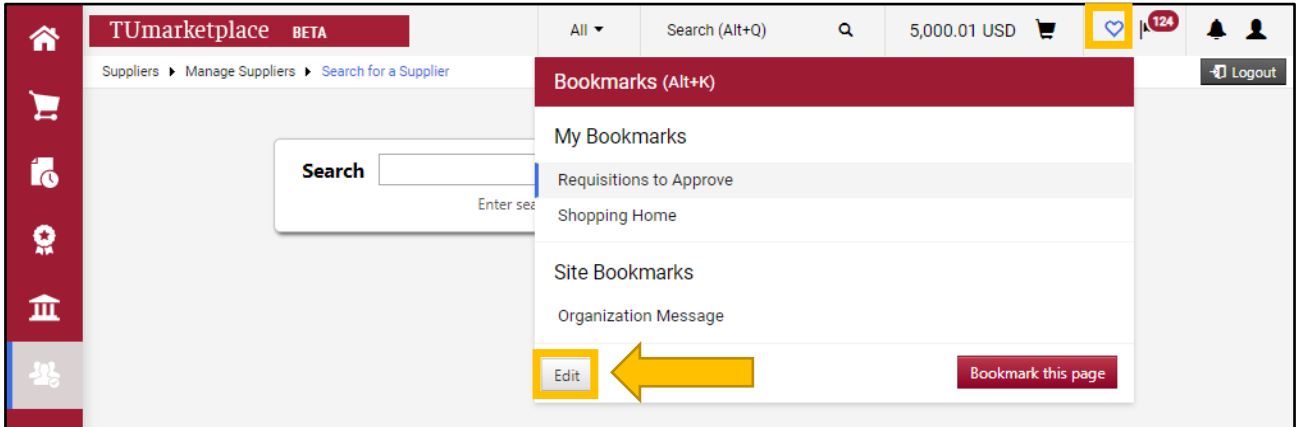 TUmarketplace BETA
All
Search (Alt+Q)
5,000.01 USD
124
Suppliers Manage Suppliers Search for a Supplier
Logout
Bookmarks (Alt+K)
My Bookmarks
Search
Requisitions to Approve
Enter sea
Shopping Home
Site Bookmarks
Organization Message
Edit
Bookmark this page